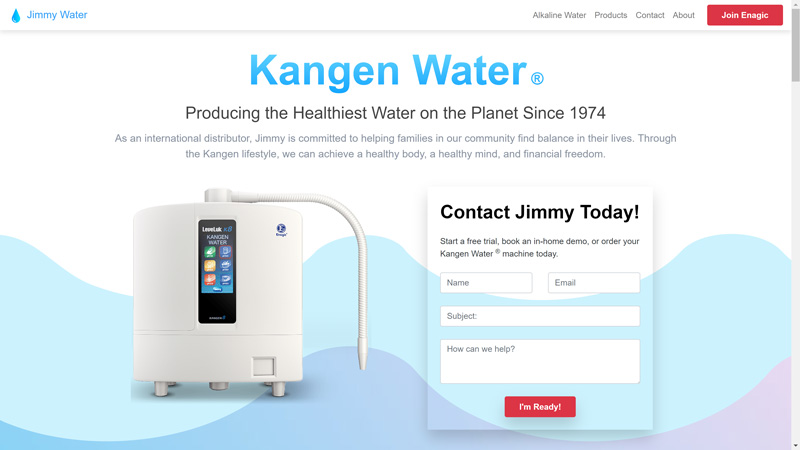 Jimmy Water
Alkaline Water Products Contact About Join Enagic
Kangen Water ®
Producing the Healthiest Water on the Planet Since 1974
As an international distributor, Jimmy is committed to helping families in our community find balance in their lives. Through
the Kangen lifestyle, we can achieve a healthy body, a healthy mind, and financial freedom.
LeveLuk K8
KANGEN
WATER
KANGEN 8
Enagic
Contact Jimmy Today!
Start a free trial, book an in-home demo, or order your
Kangen Water ® machine today.
Name Email
Subject:
How can we help?
I'm Ready!